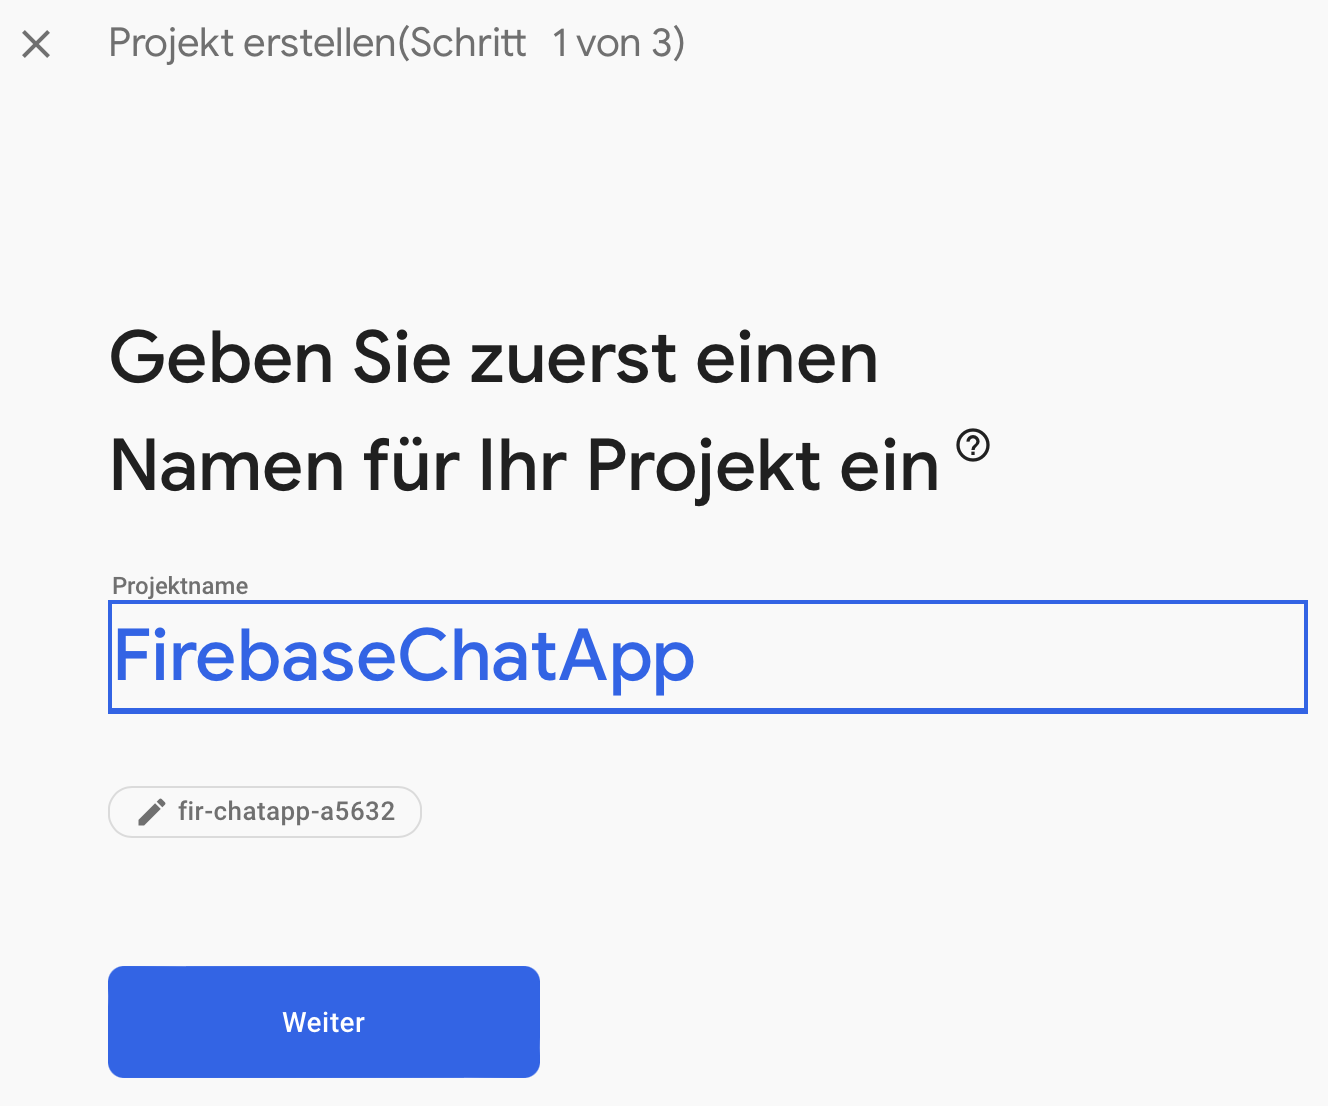 Projekt erstellen(Schritt 1 von 3)
Geben Sie zuerst einen
Namen für Ihr Projekt ein
Projektname
FirebaseChatApp
fir-chatapp-a5632
Weiter